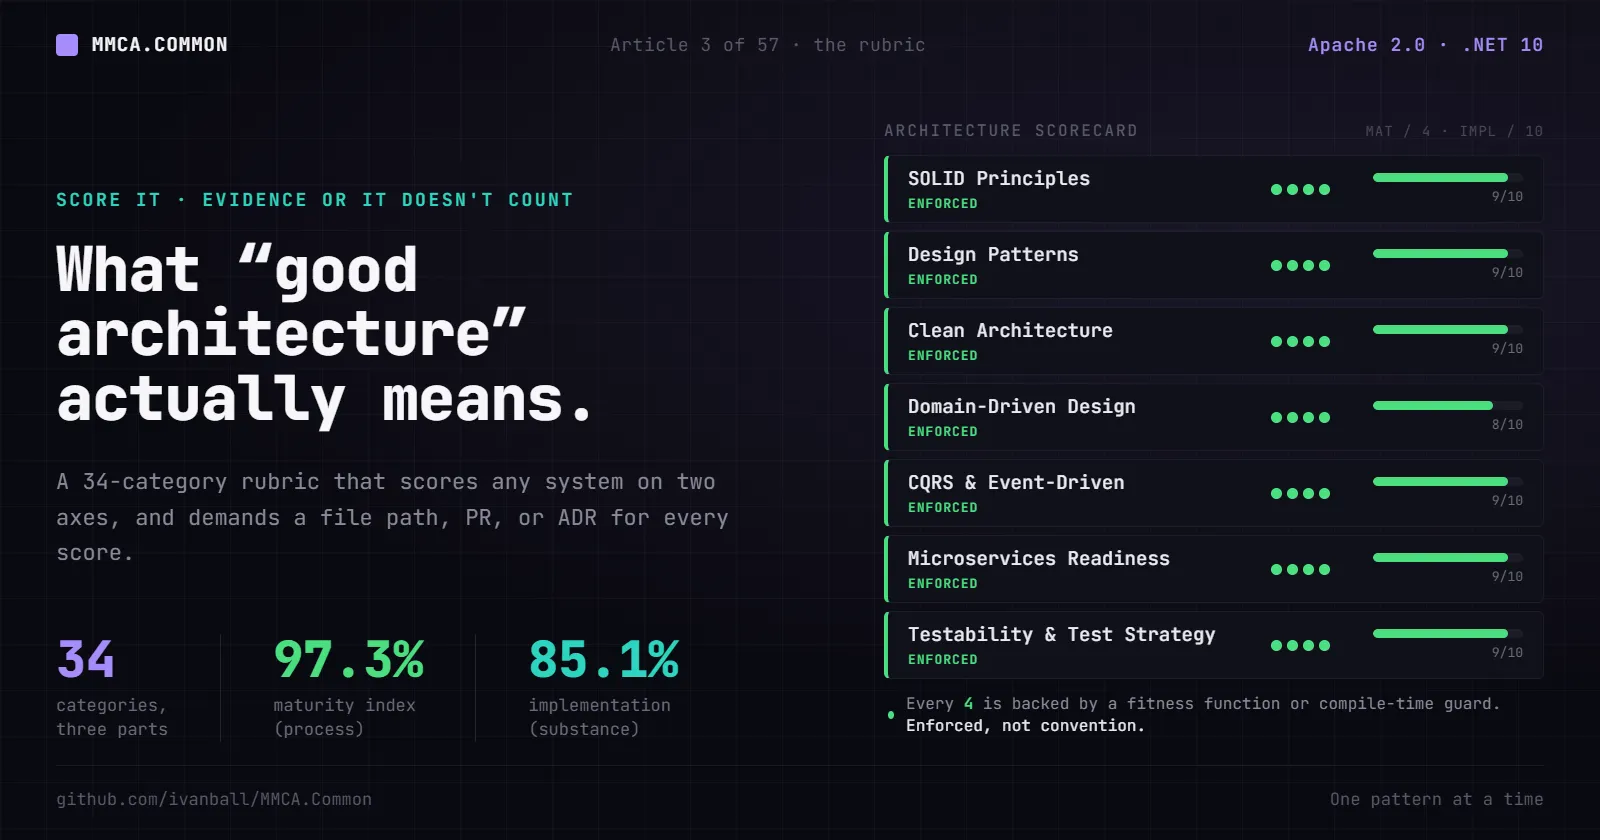 MMCA.COMMON
Article 3 of 57 · the rubric
Apache 2.0 · .NET 10
SCORE IT · EVIDENCE OR IT DOESN'T COUNT
What “good
architecture”
actually means.
A 34-category rubric that scores any system on two
axes, and demands a file path, PR, or ADR for every
score.
34
categories,
three parts
97.3%
maturity index
(process)
85.1%
implementation
(substance)
ARCHITECTURE SCORECARD
MAT / 4 · IMPL / 10
SOLID Principles
ENFORCED
9/10
Design Patterns
ENFORCED
9/10
Clean Architecture
ENFORCED
9/10
Domain-Driven Design
ENFORCED
8/10
CQRS & Event-Driven
ENFORCED
9/10
Microservices Readiness
ENFORCED
9/10
Testability & Test Strategy
ENFORCED
9/10
Every 4 is backed by a fitness function or compile-time guard.
Enforced, not convention.
github.com/ivanball/MMCA.Common
One pattern at a time